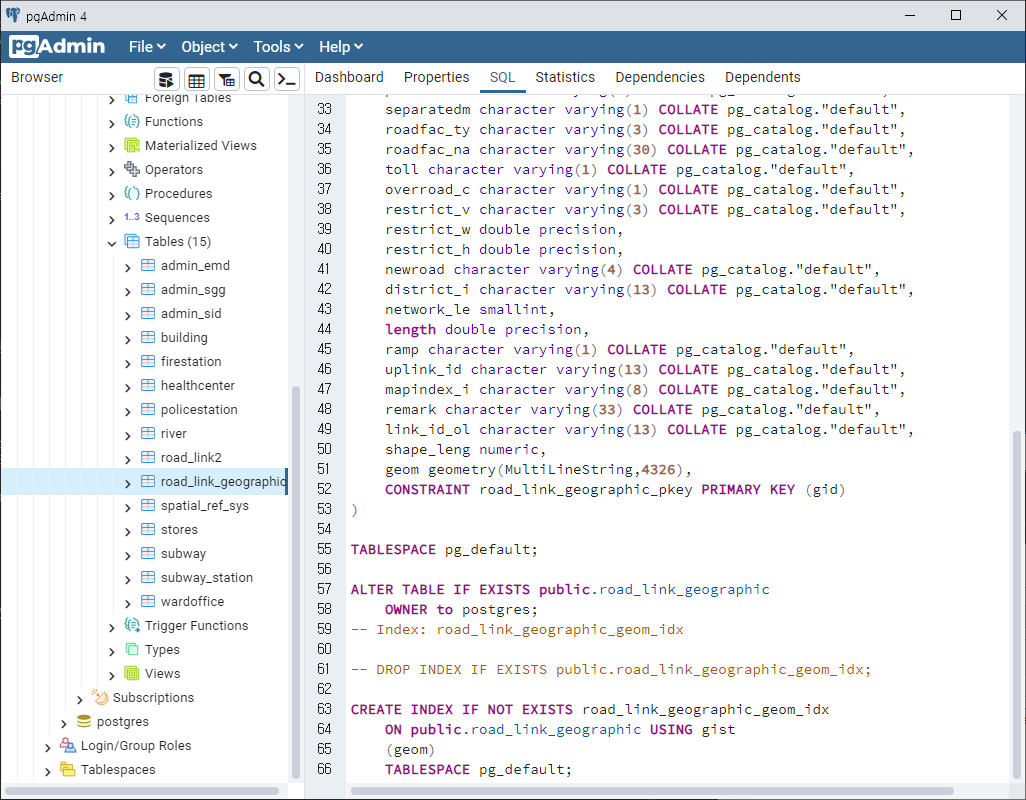 pgAdmin 4
pgAdmin File Object Tools Help
Browser
Dashboard Properties SQL Statistics Dependencies Dependents
Foreign Tables
Functions
Materialized Views
Operators
Procedures
1..3 Sequences
Tables (15)
admin_emd
admin_sgg
admin_sid
building
firestation
healthcenter
policestation
river
road_link2
road_link_geographic
spatial_ref_sys
stores
subway
subway_station
wardoffice
Trigger Functions
Types
Views
Subscriptions
postgres
Login/Group Roles
Tablespaces
33 separatedm character varying(1) COLLATE pg_catalog."default",
34 roadfac_ty character varying(3) COLLATE pg_catalog."default",
35 roadfac_na character varying(30) COLLATE pg_catalog."default",
36 toll character varying(1) COLLATE pg_catalog."default",
37 overroad_c character varying(1) COLLATE pg_catalog."default",
38 restrict_v character varying(3) COLLATE pg_catalog."default",
39 restrict_w double precision,
40 restrict_h double precision,
41 newroad character varying(4) COLLATE pg_catalog."default",
42 district_i character varying(13) COLLATE pg_catalog."default",
43 network_le smallint,
44 length double precision,
45 ramp character varying(1) COLLATE pg_catalog."default",
46 uplink_id character varying(13) COLLATE pg_catalog."default",
47 mapindex_i character varying(8) COLLATE pg_catalog."default",
48 remark character varying(33) COLLATE pg_catalog."default",
49 link_id_ol character varying(13) COLLATE pg_catalog."default",
50 shape_leng numeric,
51 geom geometry(MultiLineString,4326),
52 CONSTRAINT road_link_geographic_pkey PRIMARY KEY (gid)
53 )
54
55 TABLESPACE pg_default;
56
57 ALTER TABLE IF EXISTS public.road_link_geographic
58 OWNER to postgres;
59 -- Index: road_link_geographic_geom_idx
60
61 -- DROP INDEX IF EXISTS public.road_link_geographic_geom_idx;
62
63 CREATE INDEX IF NOT EXISTS road_link_geographic_geom_idx
64 ON public.road_link_geographic USING gist
65 (geom)
66 TABLESPACE pg_default;